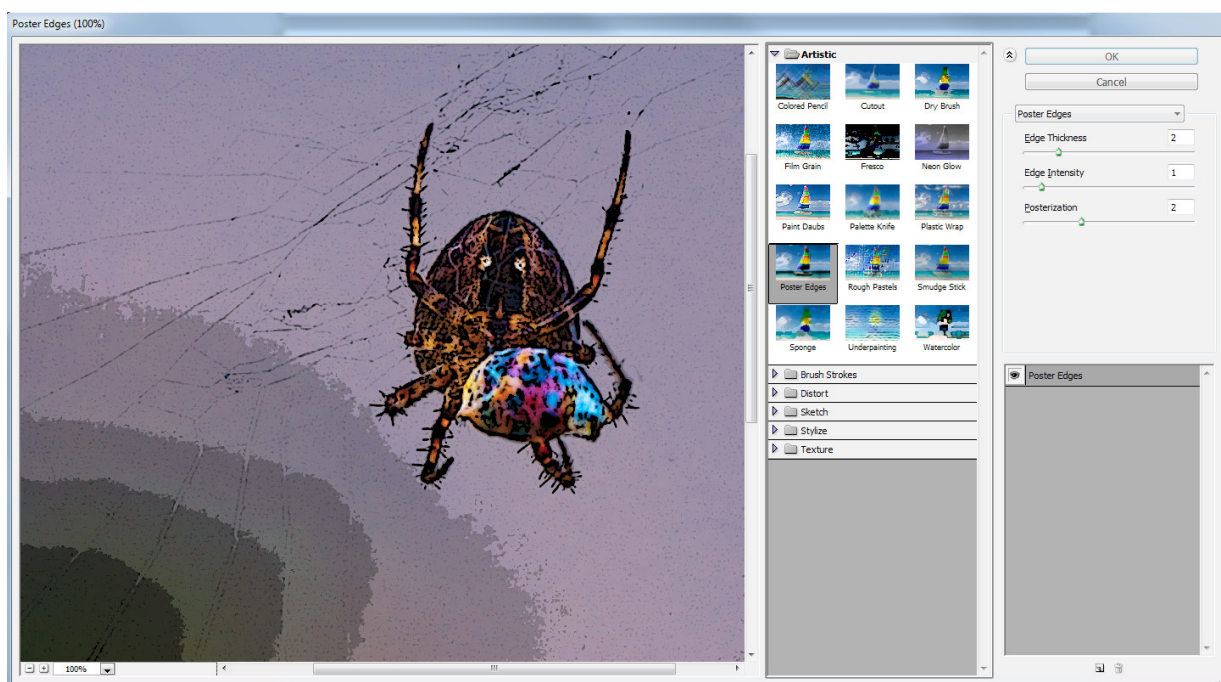 Poster Edges (100%)
Artistic
Colored Pencil
Cutout
Dry Brush
Film Grain
Fresco
Neon Glow
Paint Daubs
Palette Knife
Plastic Wrap
Poster Edges
Rough Pastels
Smudge Stick
Sponge
Underpainting
Watercolor
Brush Strokes
Distort
Sketch
Stylize
Texture
OK
Cancel
Poster Edges
Edge Thickness 2
Edge Intensity 1
Posterization 2
Poster Edges
100%